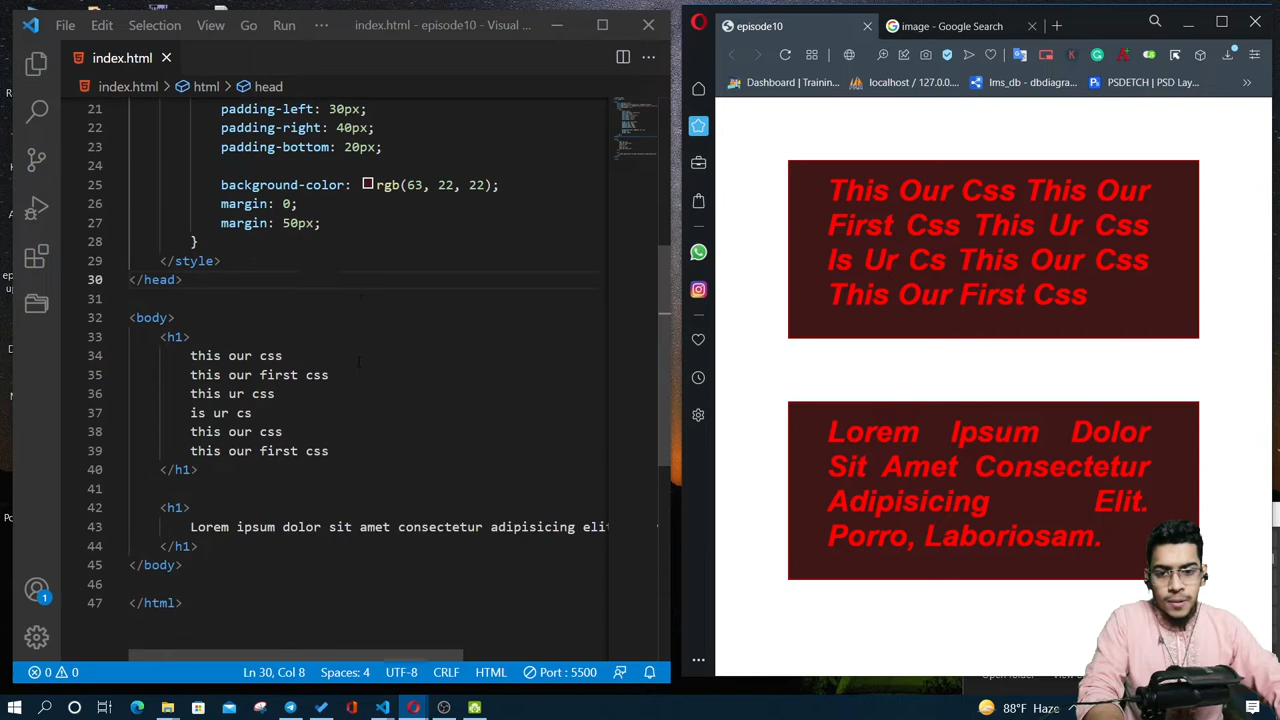 File Edit Selection View Go Run ··· index.html - episode10 - Visual ...
index.html
index.html > html > head
21 padding-left: 30px;
22 padding-right: 40px;
23 padding-bottom: 20px;
24
25 background-color: rgb(63, 22, 22);
26 margin: 0;
27 margin: 50px;
28 }
29 </style>
30 </head>
31
32 <body>
33 <h1>
34 this our css
35 this our first css
36 this ur css
37 is ur cs
38 this our css
39 this our first css
40 </h1>
41
42 <h1>
43 Lorem ipsum dolor sit amet consectetur adipisicing elit
44 </h1>
45 </body>
46
47 </html>
1
0 0 Ln 30, Col 8 Spaces: 4 UTF-8 CRLF HTML Port : 5500
episode10
image - Google Search
Dashboard | Trainin...
localhost / 127.0.0....
lms_db - dbdiagra...
PSDETCH | PSD Lay...
This Our Css This Our
First Css This Ur Css
Is Ur Cs This Our Css
This Our First Css
Lorem Ipsum Dolor
Sit Amet Consectetur
Adipisicing Elit.
Porro, Laboriosam.
88°F Haze